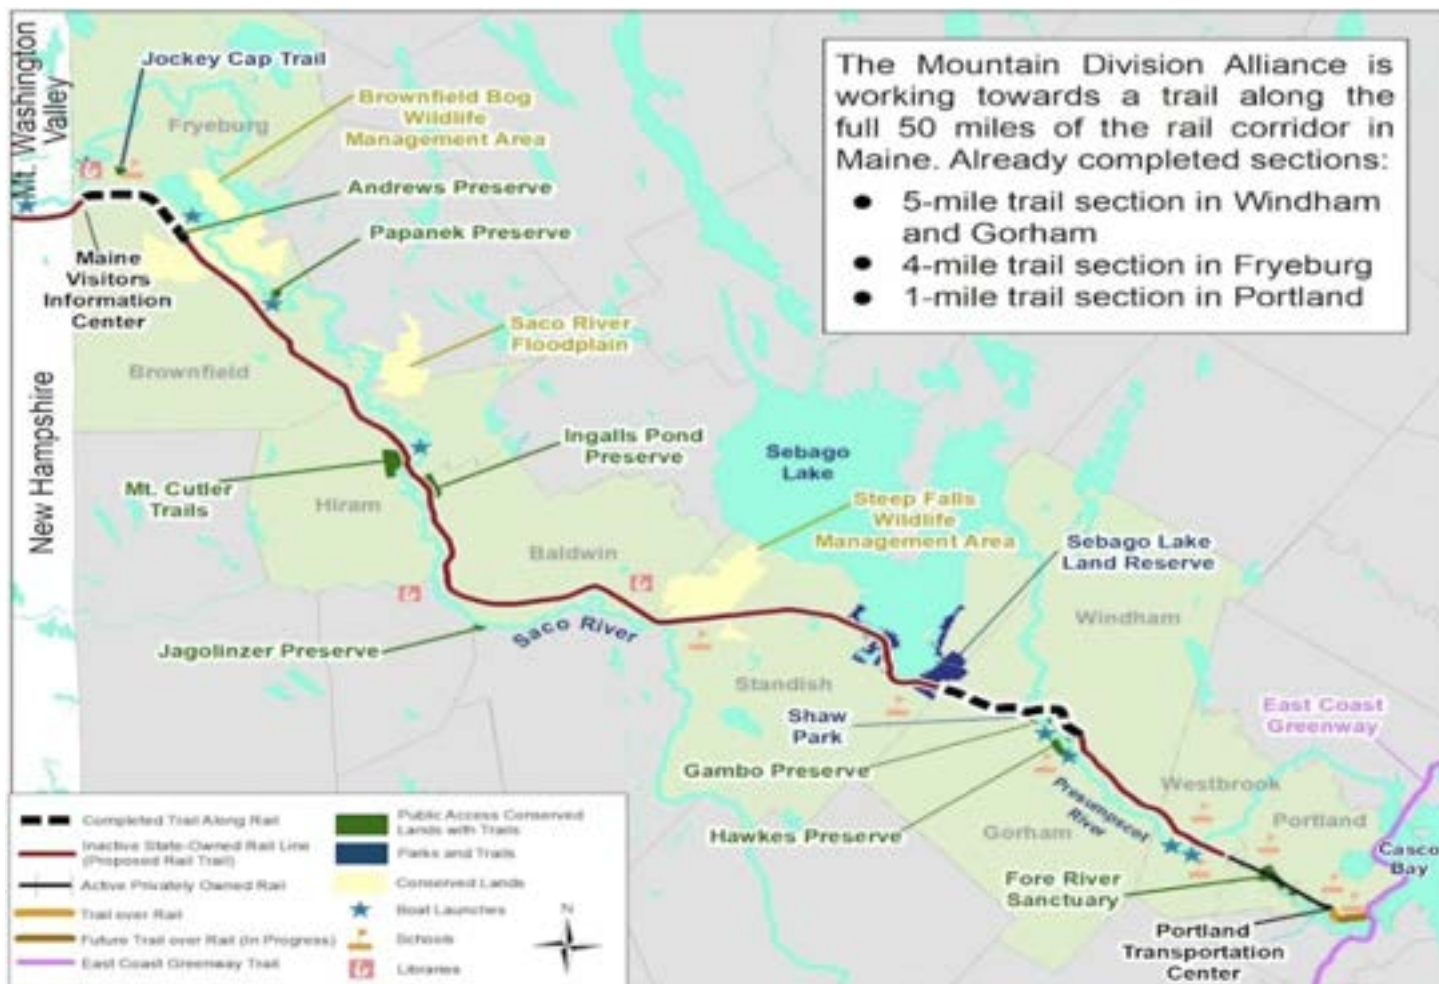 Mt. Washington
Valley
Jockey Cap Trail
Brownfield Bog
Wildlife
Management Area
Fryeburg
Andrews Preserve
Papanek Preserve
Maine
Visitors
Information
Center
The Mountain Division Alliance is
working towards a trail along the
full 50 miles of the rail corridor in
Maine. Already completed sections:
● 5-mile trail section in Windham
and Gorham
● 4-mile trail section in Fryeburg
● 1-mile trail section in Portland
Saco River
Floodplain
Brownfield
New Hampshire
Ingalls Pond
Preserve
Sebago
Lake
Mt. Cutler
Trails
Hiram
Steep Falls
Wildlife
Management Area
Baldwin
Sebago Lake
Land Reserve
Windham
Saco River
Jagolinzer Preserve
Standish
Shaw
Park
East Coast
Greenway
Gambo Preserve
Westbrook
Presumpscot
River
Portland
Hawkes Preserve
Gorham
Casco
Bay
Fore River
Sanctuary
Portland
Transportation
Center
Completed Trail Along Rail
Inactive State-Owned Rail Line
(Proposed Rail Trail)
Active Privately Owned Rail
Trail over Rail
Future Trail over Rail (In Progress)
East Coast Greenway Trail
Public Access Conserved
Lands with Trails
Parks and Trails
Conserved Lands
Boat Launches
Schools
Libraries
N